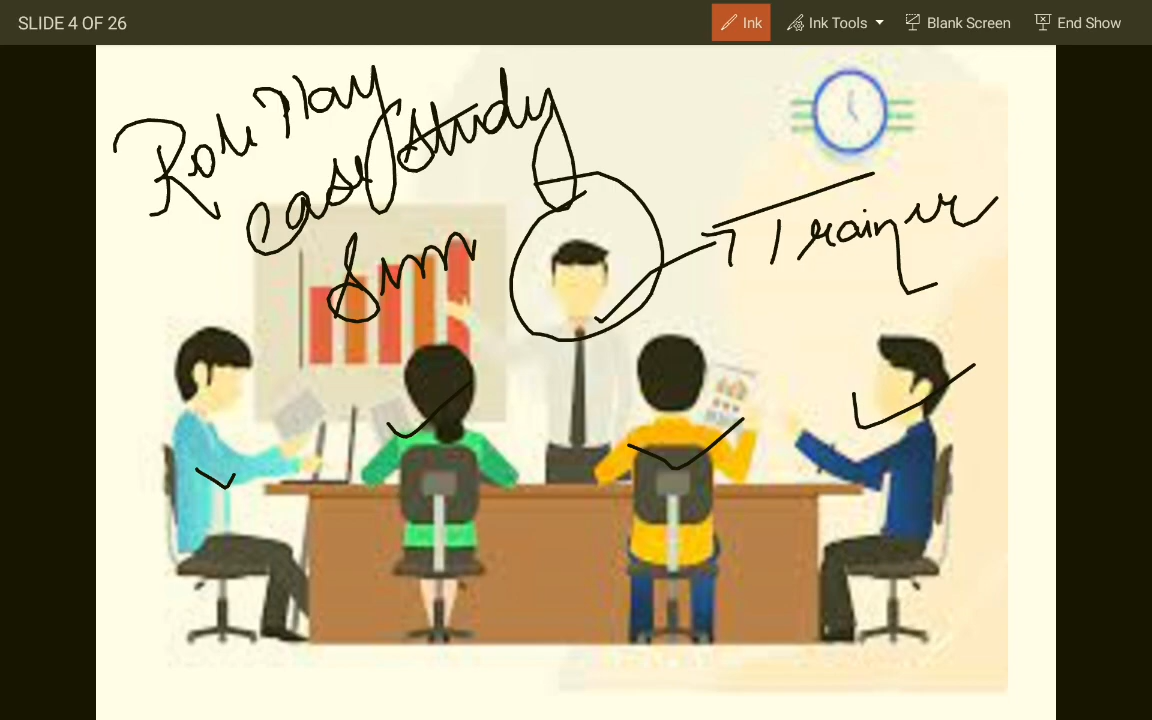 SLIDE 4 OF 26
Ink
Ink Tools
Blank Screen
End Show
Role Play
case study
Trainer